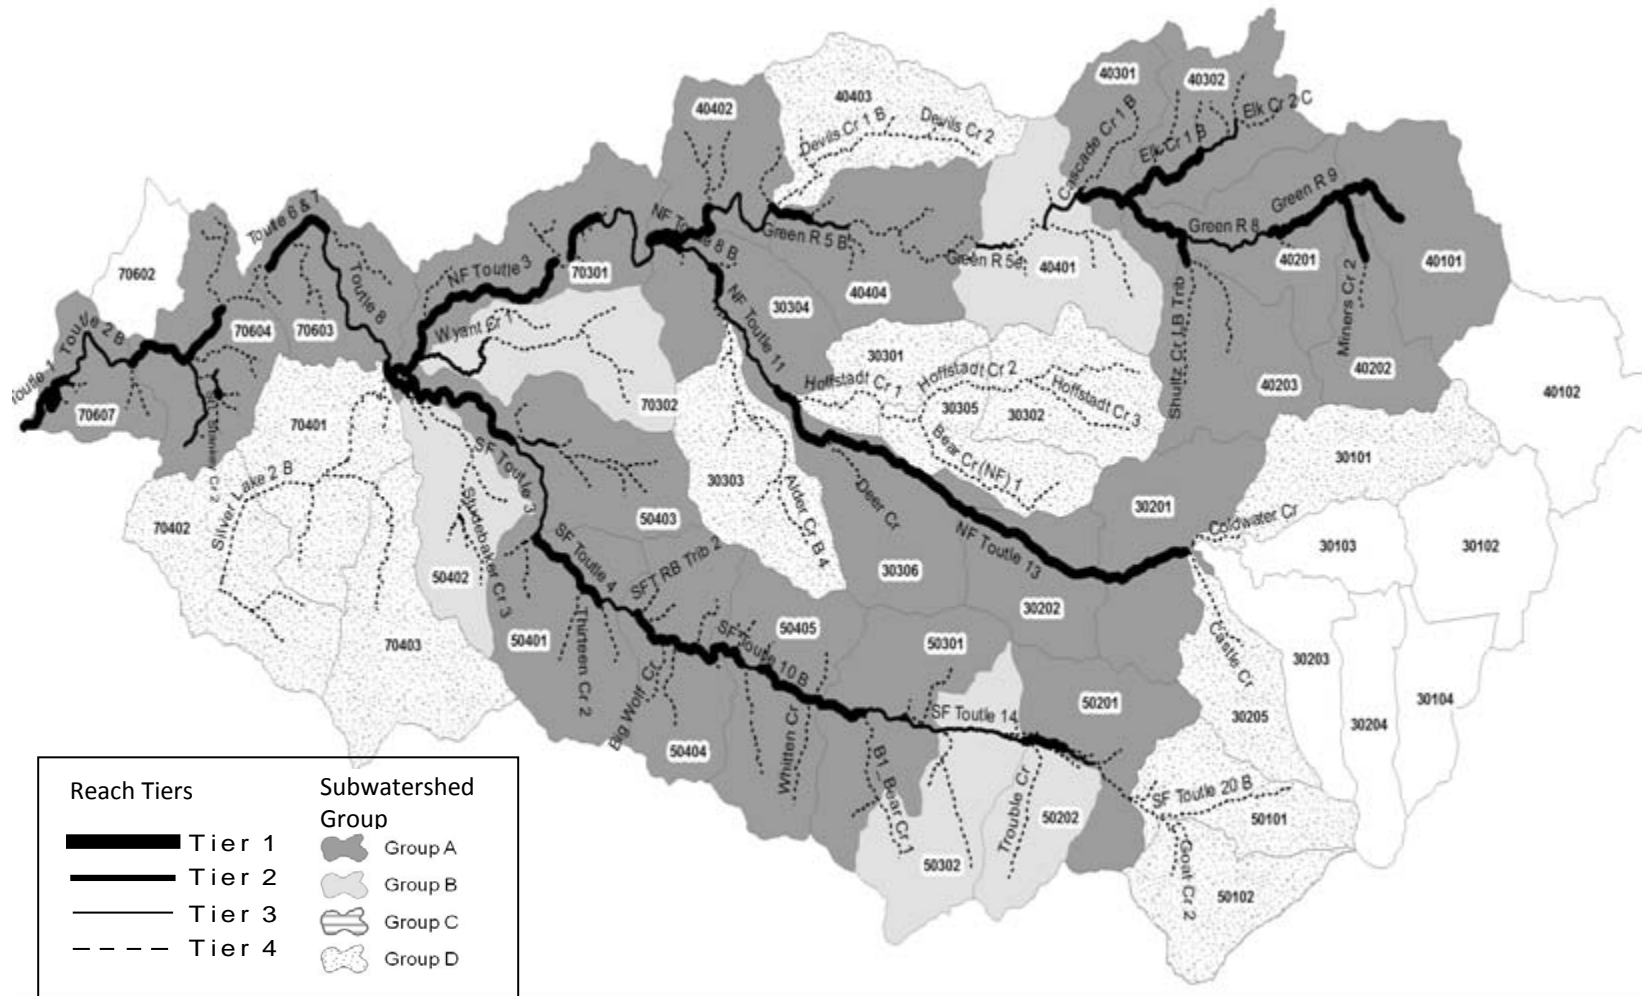 40301
40302
40403
40402
Devils Cr 1 B
Devils Cr 2
Cascade Cr 1 B
Elk Cr 1 B
Elk Cr 2 C
Toutle 6 & 7
70602
NF Toutle 3
70301
NF Toutle 8 B
Green R 5 B
Green R 5e
40401
Green R 8
Green R 9
40201
40101
Toutle 1
Toutle 2 B
70604
70603
Toutle 8
Wyant Cr 1
30304
40404
NF Toutle 11
Shultz Cr LB Trib
Miners Cr 2
40202
40203
40102
70607
70302
30301
Hoffstadt Cr 1
Hoffstadt Cr 2
Hoffstadt Cr 3
30305
30302
70401
SF Toutle 3
Bear Cr (NF) 1
30101
Silver Lake 2 B
70402
30303
Alder Cr B 4
Deer Cr
30201
Coldwater Cr
Studebaker Cr 3
50403
NF Toutle 13
30103
30102
50402
SF Toutle 4
SFT RB Trib 2
30306
30202
50401
Thirteen Cr 2
Big Wolf Cr
SF Toutle 10 B
50405
50301
Castle Cr
30203
70403
30205
30204
30104
50201
SF Toutle 14
50404
Whitten Cr
B1_Bear Cr 1
Trouble Cr
50202
50302
SF Toutle 20 B
50101
Goat Cr 2
50102
Reach Tiers
Tier 1
Tier 2
Tier 3
Tier 4
Subwatershed
Group
Group A
Group B
Group C
Group D